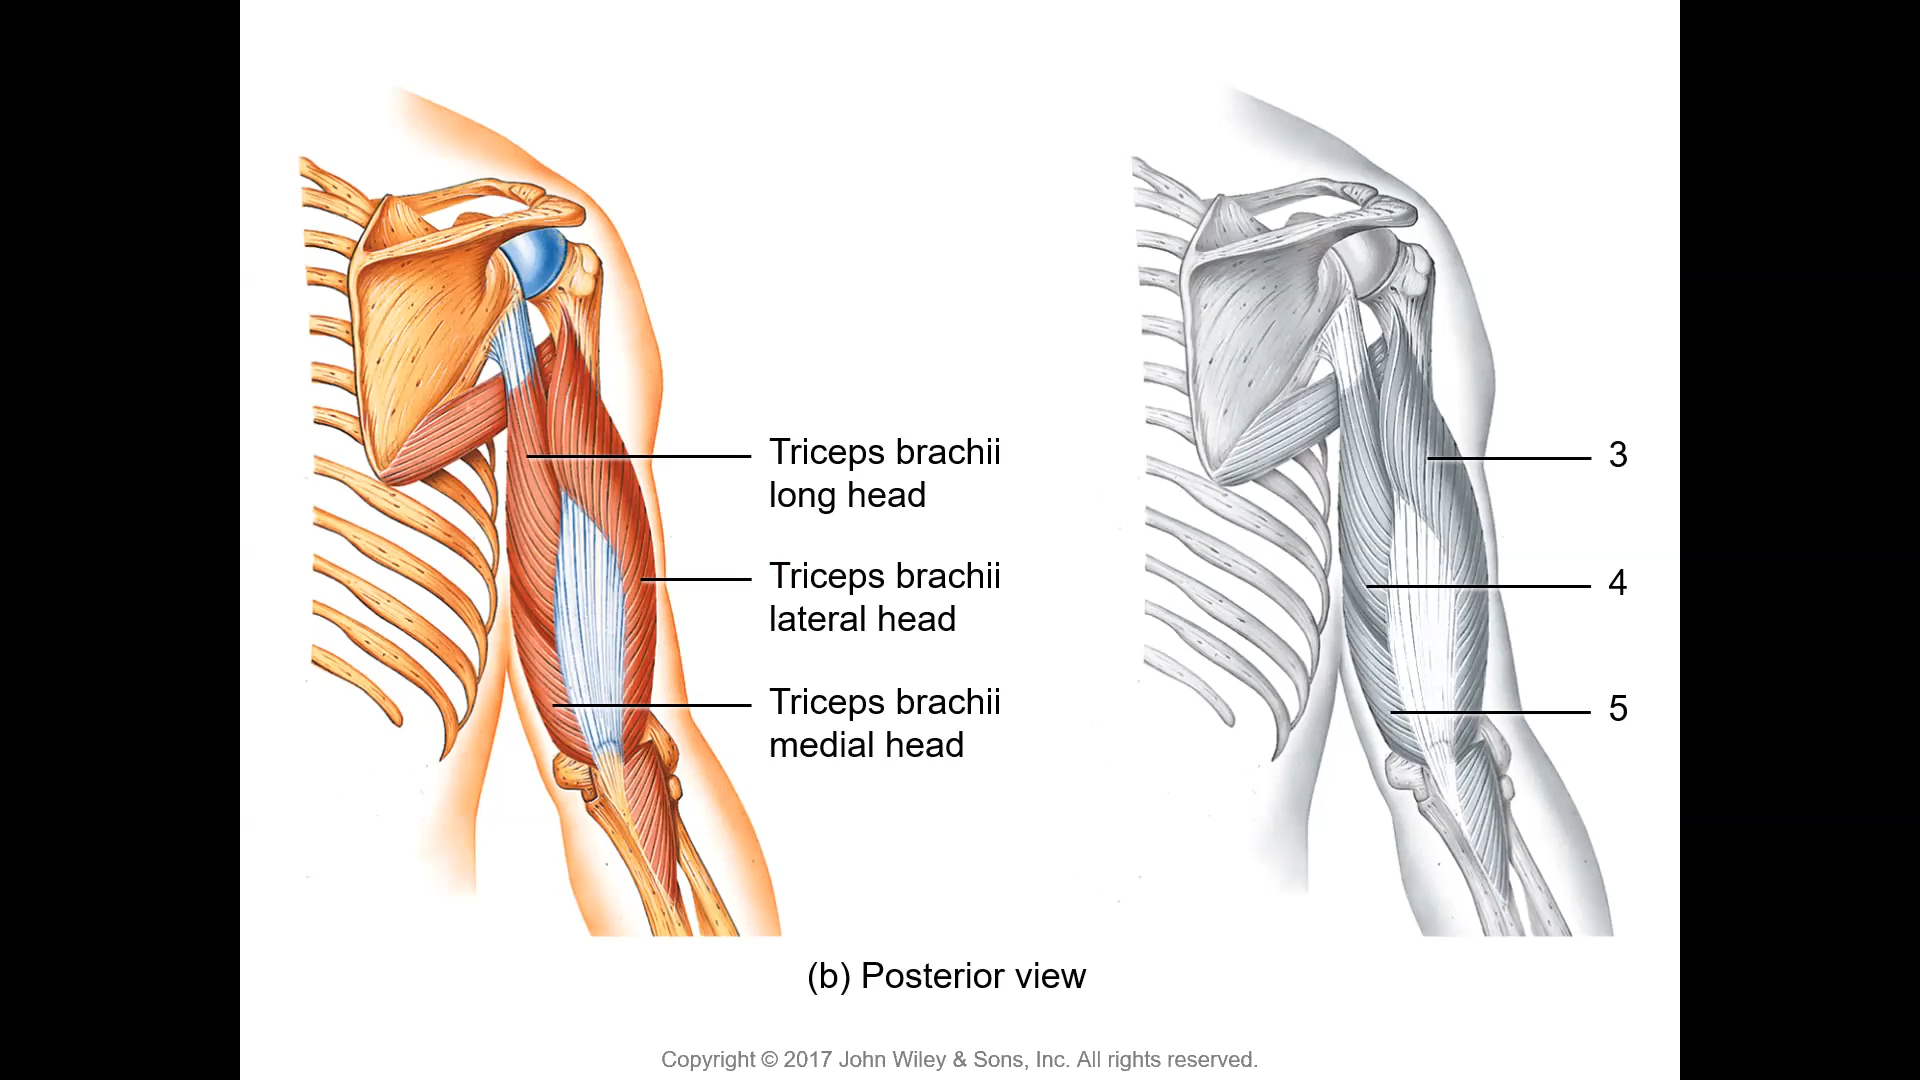 Triceps brachii
long head
Triceps brachii
lateral head
Triceps brachii
medial head
3
4
5
(b) Posterior view
Copyright © 2017 John Wiley & Sons, Inc. All rights reserved.